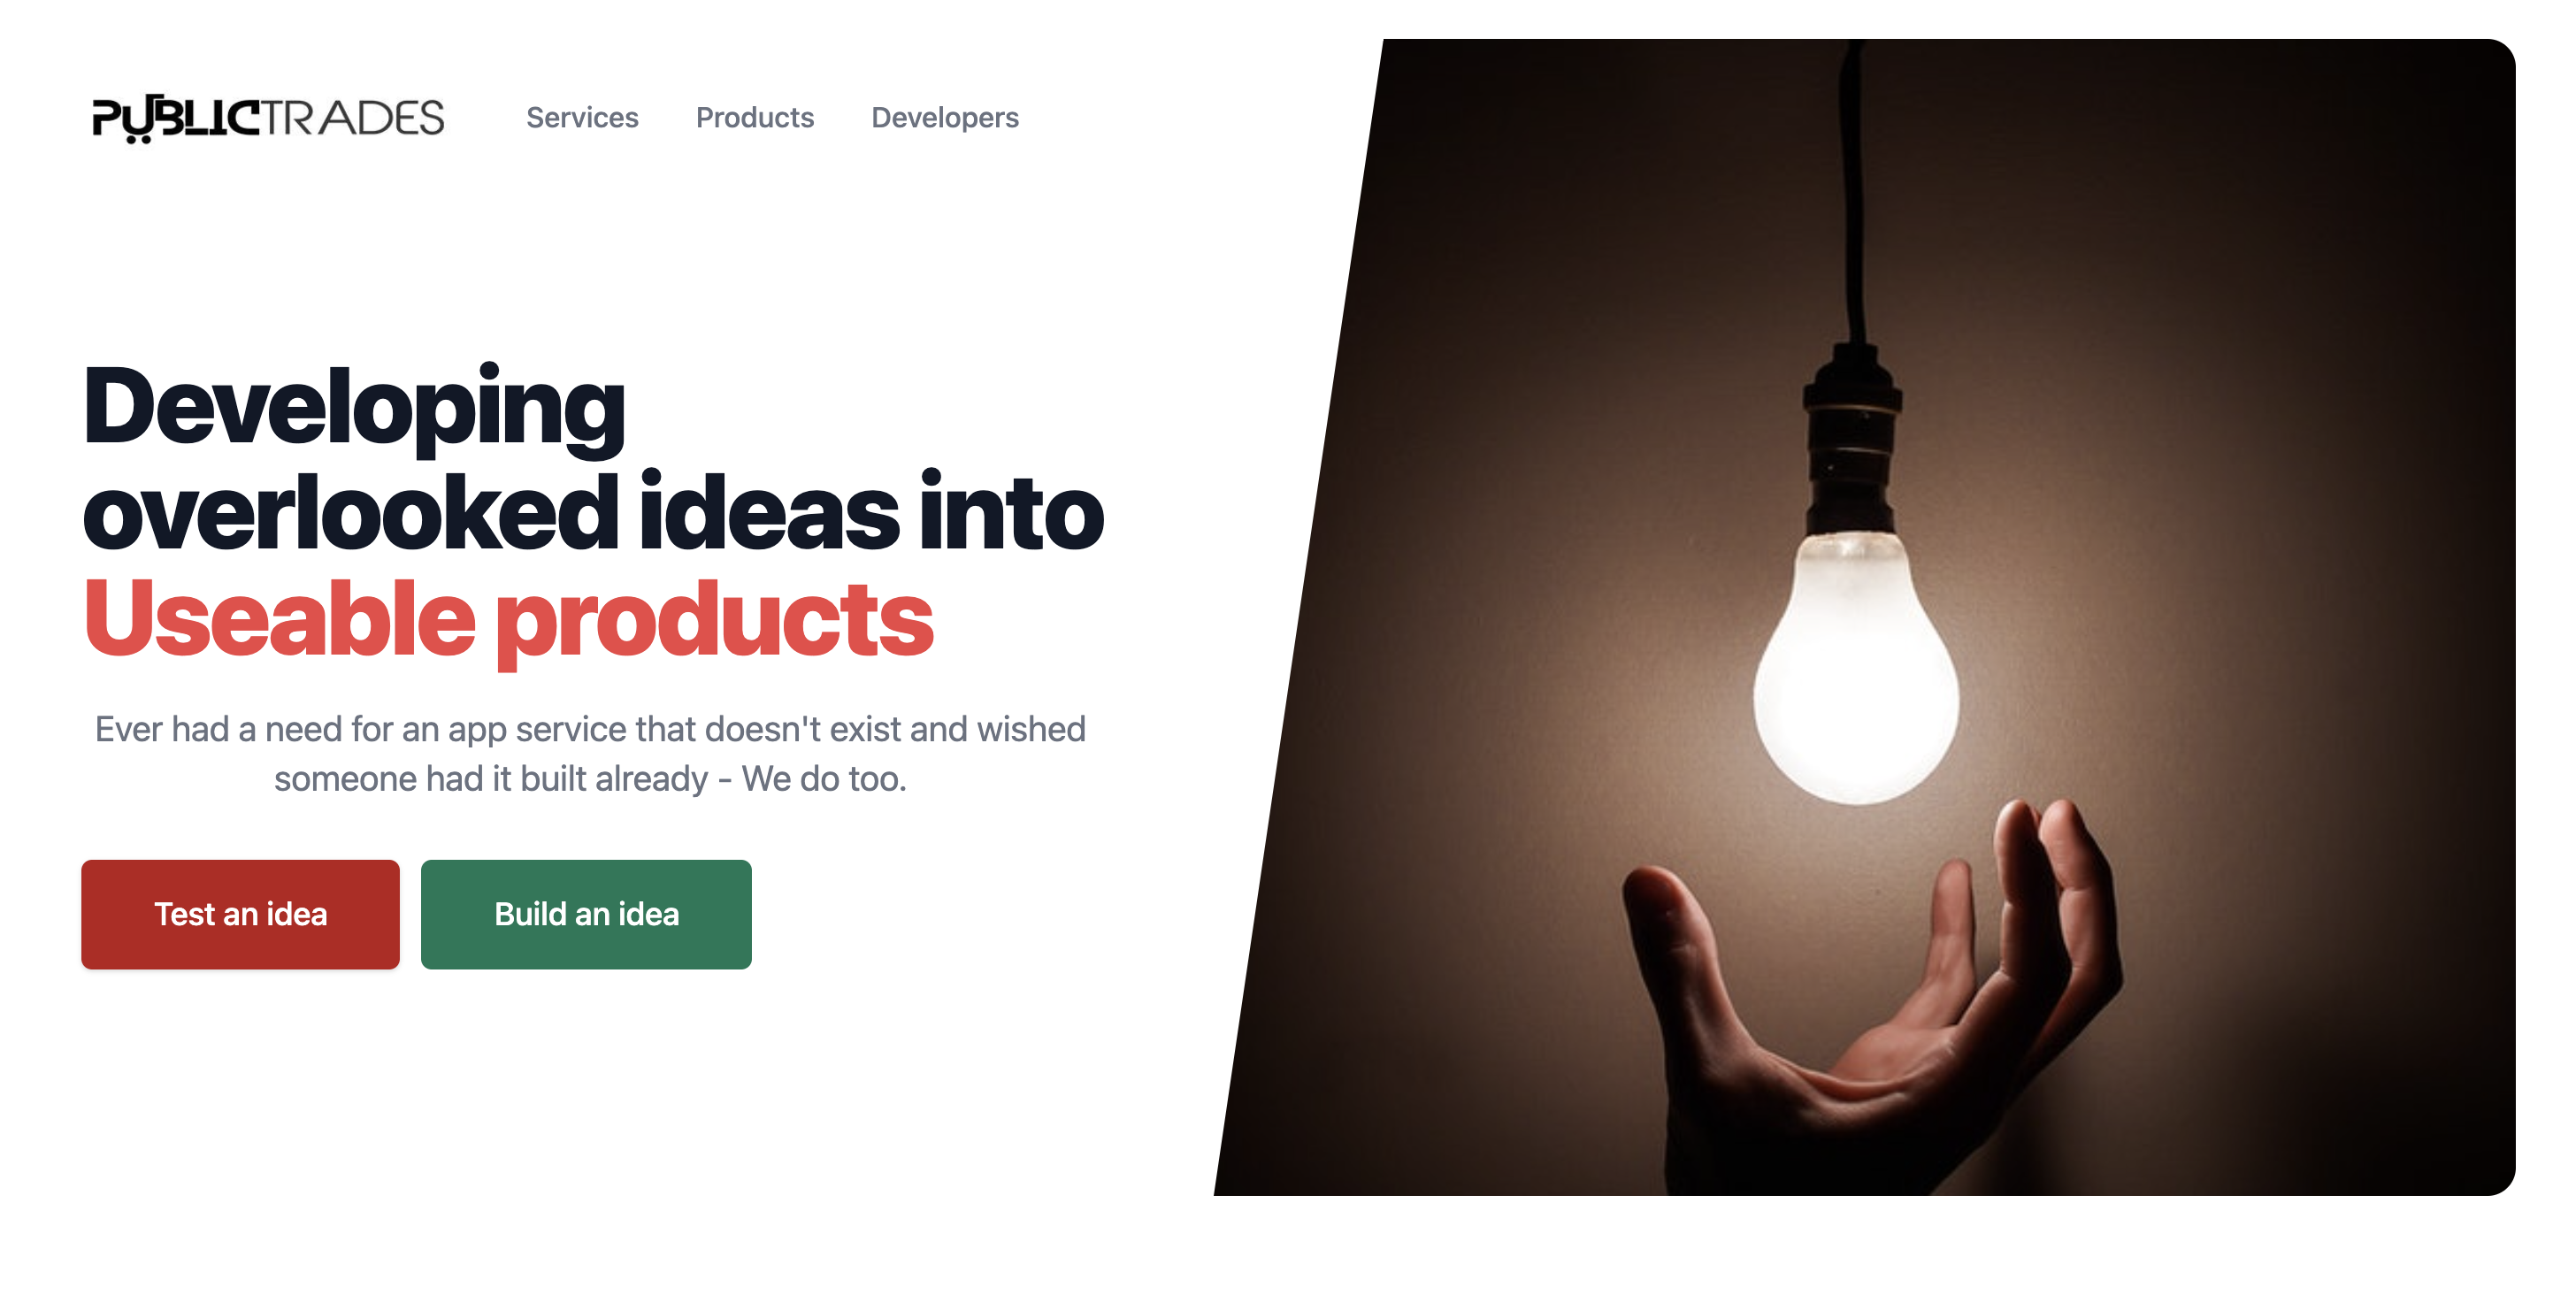 PUBLICTRADES
Services
Products
Developers
Developing
overlooked ideas into
Useable products
Ever had a need for an app service that doesn't exist and wished
someone had it built already - We do too.
Test an idea
Build an idea